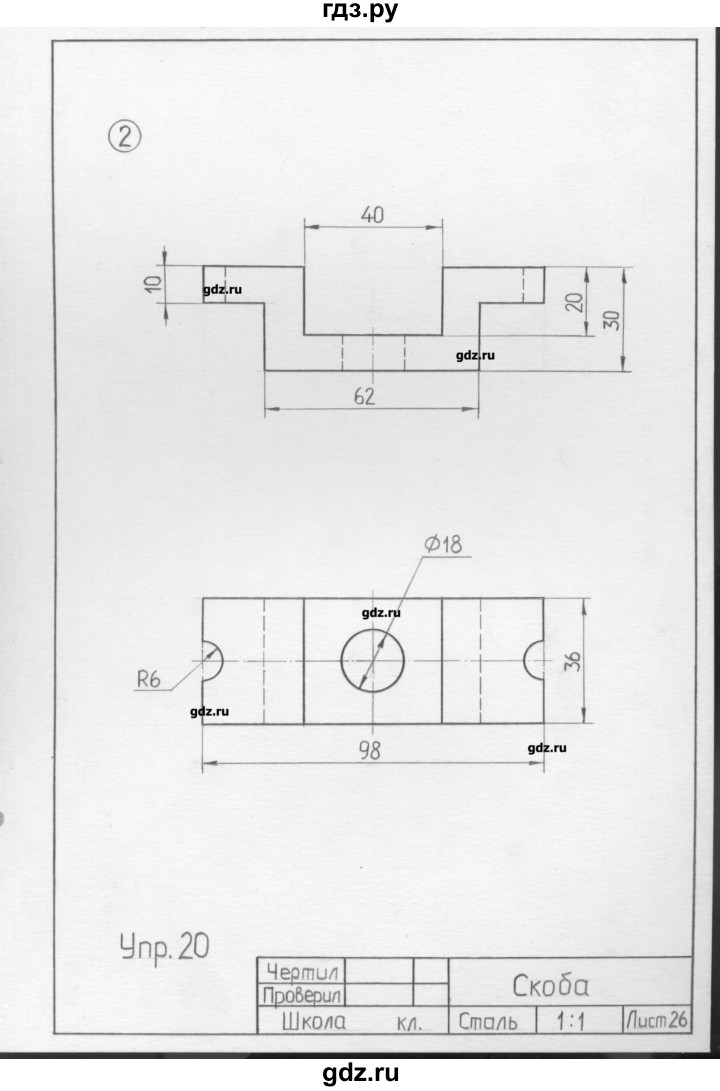 гдз.ру
2
40
10
gdz.ru
20
30
gdz.ru
62
Ø18
gdz.ru
R6
36
gdz.ru
98
gdz.ru
Упр. 20
Чертил
Проверил
Скоба
Школа кл. Сталь 1:1 Лист 26
gdz.ru